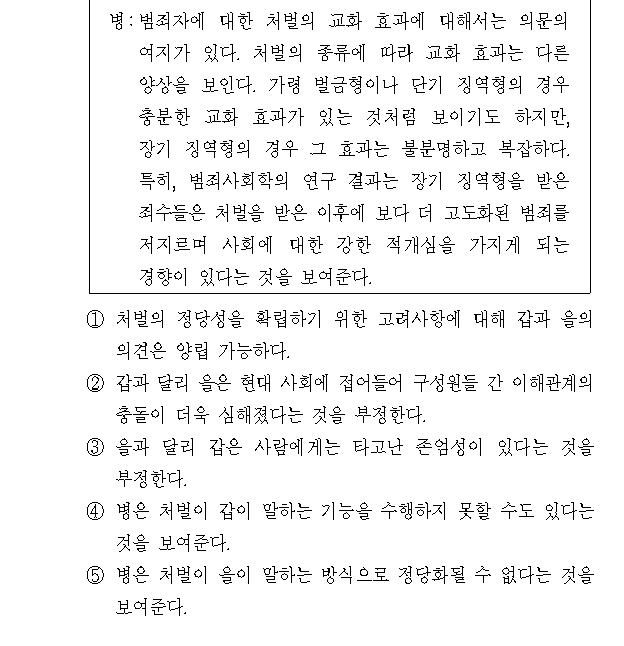 병: 범죄자에 대한 처벌의 교화 효과에 대해서는 의문의
여지가 있다. 처벌의 종류에 따라 교화 효과는 다른
양상을 보인다. 가령 벌금형이나 단기 징역형의 경우
충분한 교화 효과가 있는 것처럼 보이기도 하지만,
장기 징역형의 경우 그 효과는 불분명하고 복잡하다.
특히, 범죄사회학의 연구 결과는 장기 징역형을 받은
죄수들은 처벌을 받은 이후에 보다 더 고도화된 범죄를
저지르며 사회에 대한 강한 적개심을 가지게 되는
경향이 있다는 것을 보여준다.
① 처벌의 정당성을 확립하기 위한 고려사항에 대해 갑과 을의
의견은 양립 가능하다.
② 갑과 달리 을은 현대 사회에 접어들어 구성원들 간 이해관계의
충돌이 더욱 심해졌다는 것을 부정한다.
③ 을과 달리 갑은 사람에게는 타고난 존엄성이 있다는 것을
부정한다.
④ 병은 처벌이 갑이 말하는 기능을 수행하지 못할 수도 있다는
것을 보여준다.
⑤ 병은 처벌이 을이 말하는 방식으로 정당화될 수 없다는 것을
보여준다.